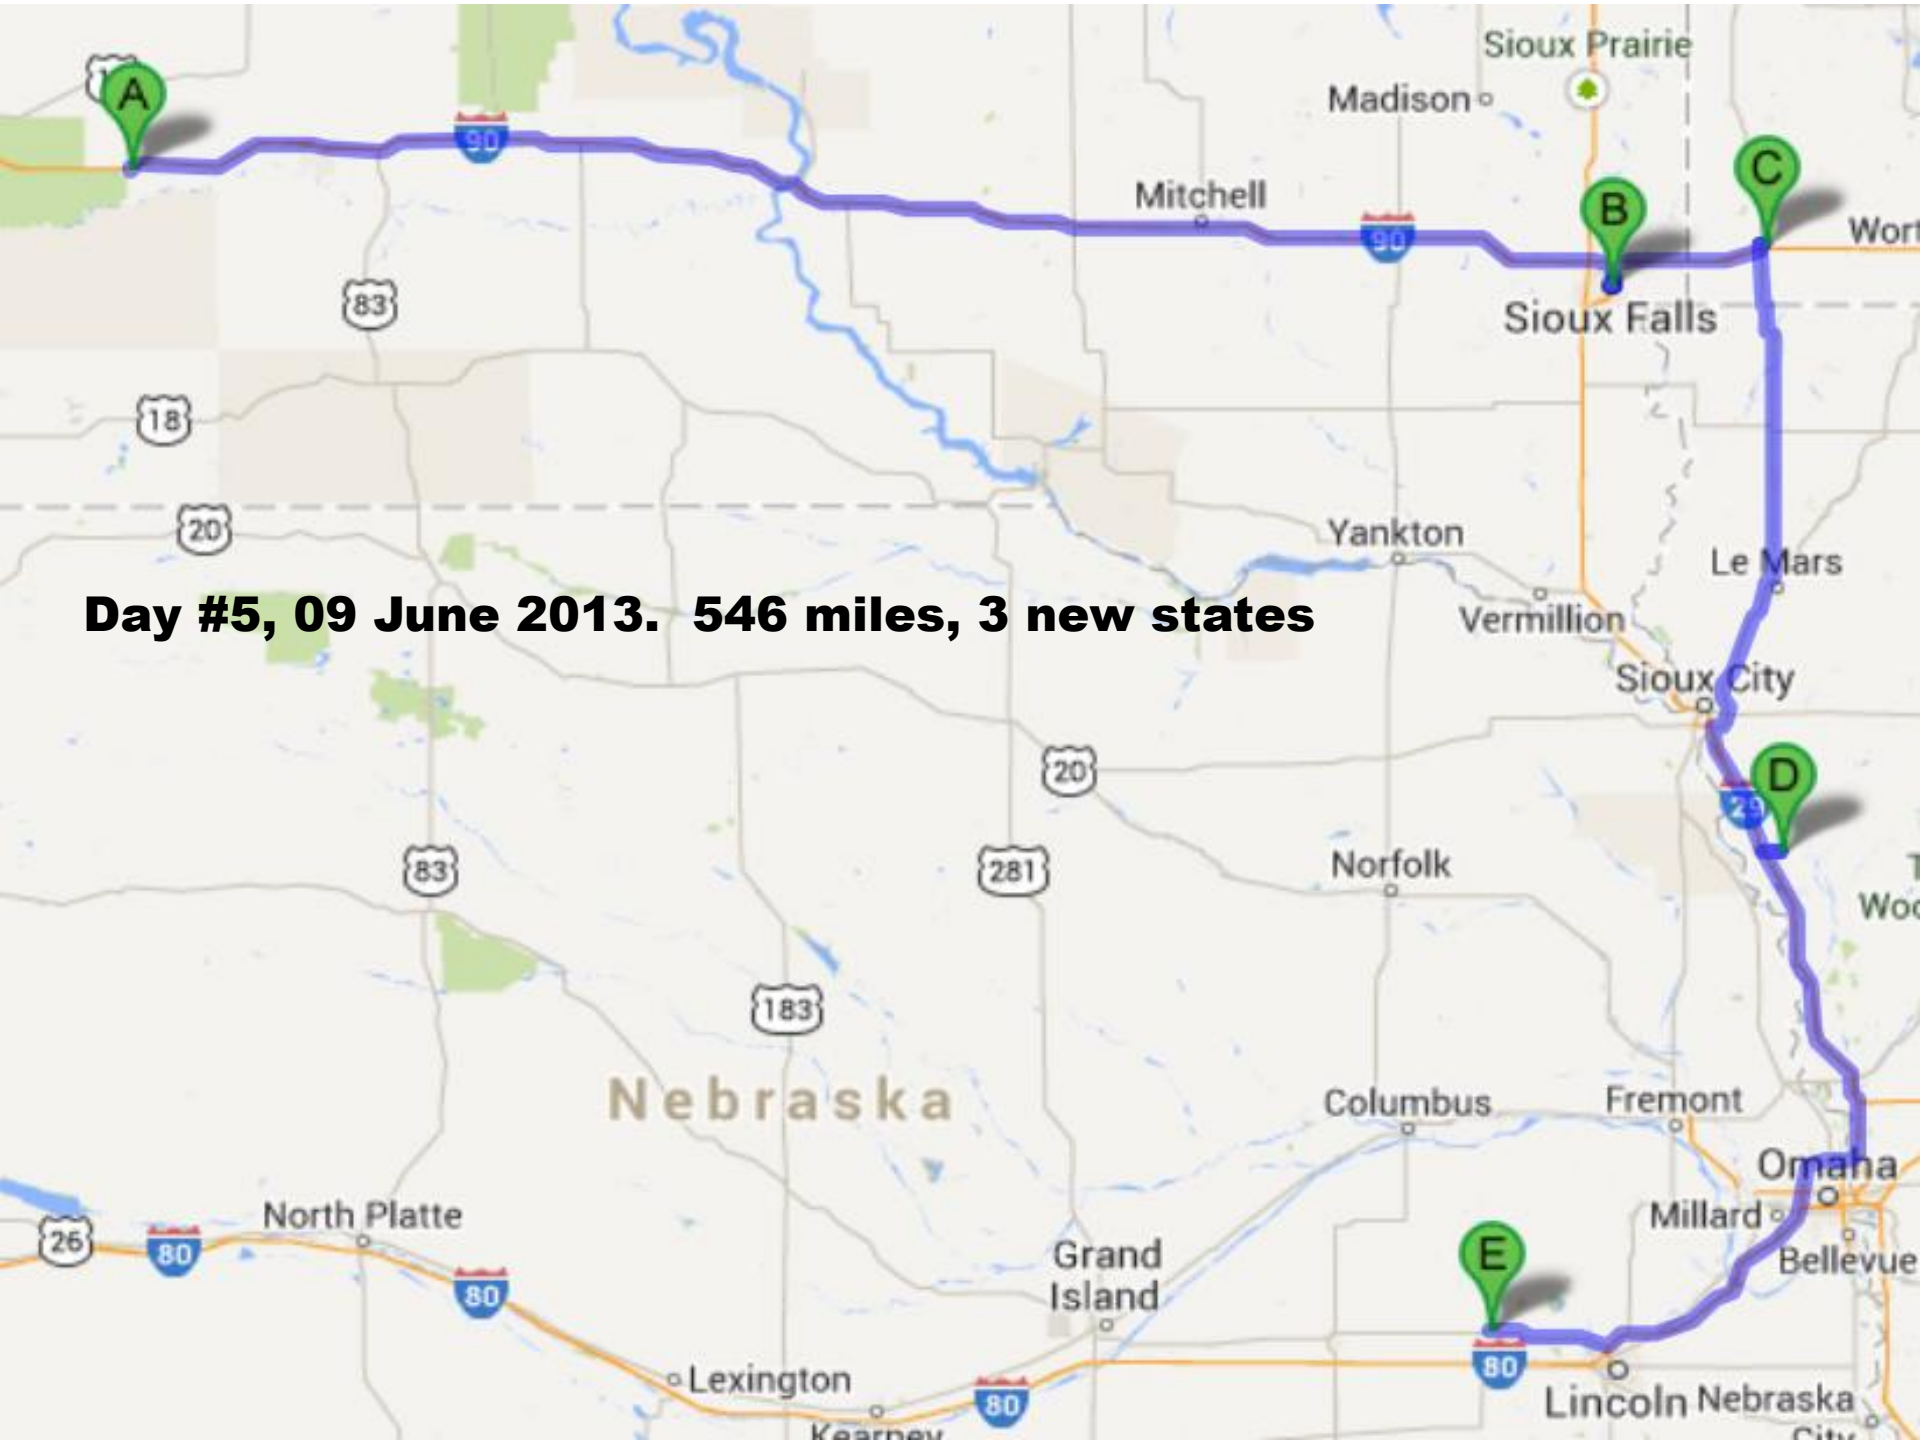 Sioux Prairie
Madison
A
90
C
Mitchell
B
90
83
Sioux Falls
18
20
Yankton
Le Mars
Day #5, 09 June 2013.  546 miles, 3 new states
Vermillion
Sioux City
20
D
29
83
281
Norfolk
183
Nebraska
Columbus
Fremont
Omaha
North Platte
Millard
26
80
Grand
Island
E
Bellevue
80
Lexington
80
80
Lincoln
Nebraska
City
Kearney